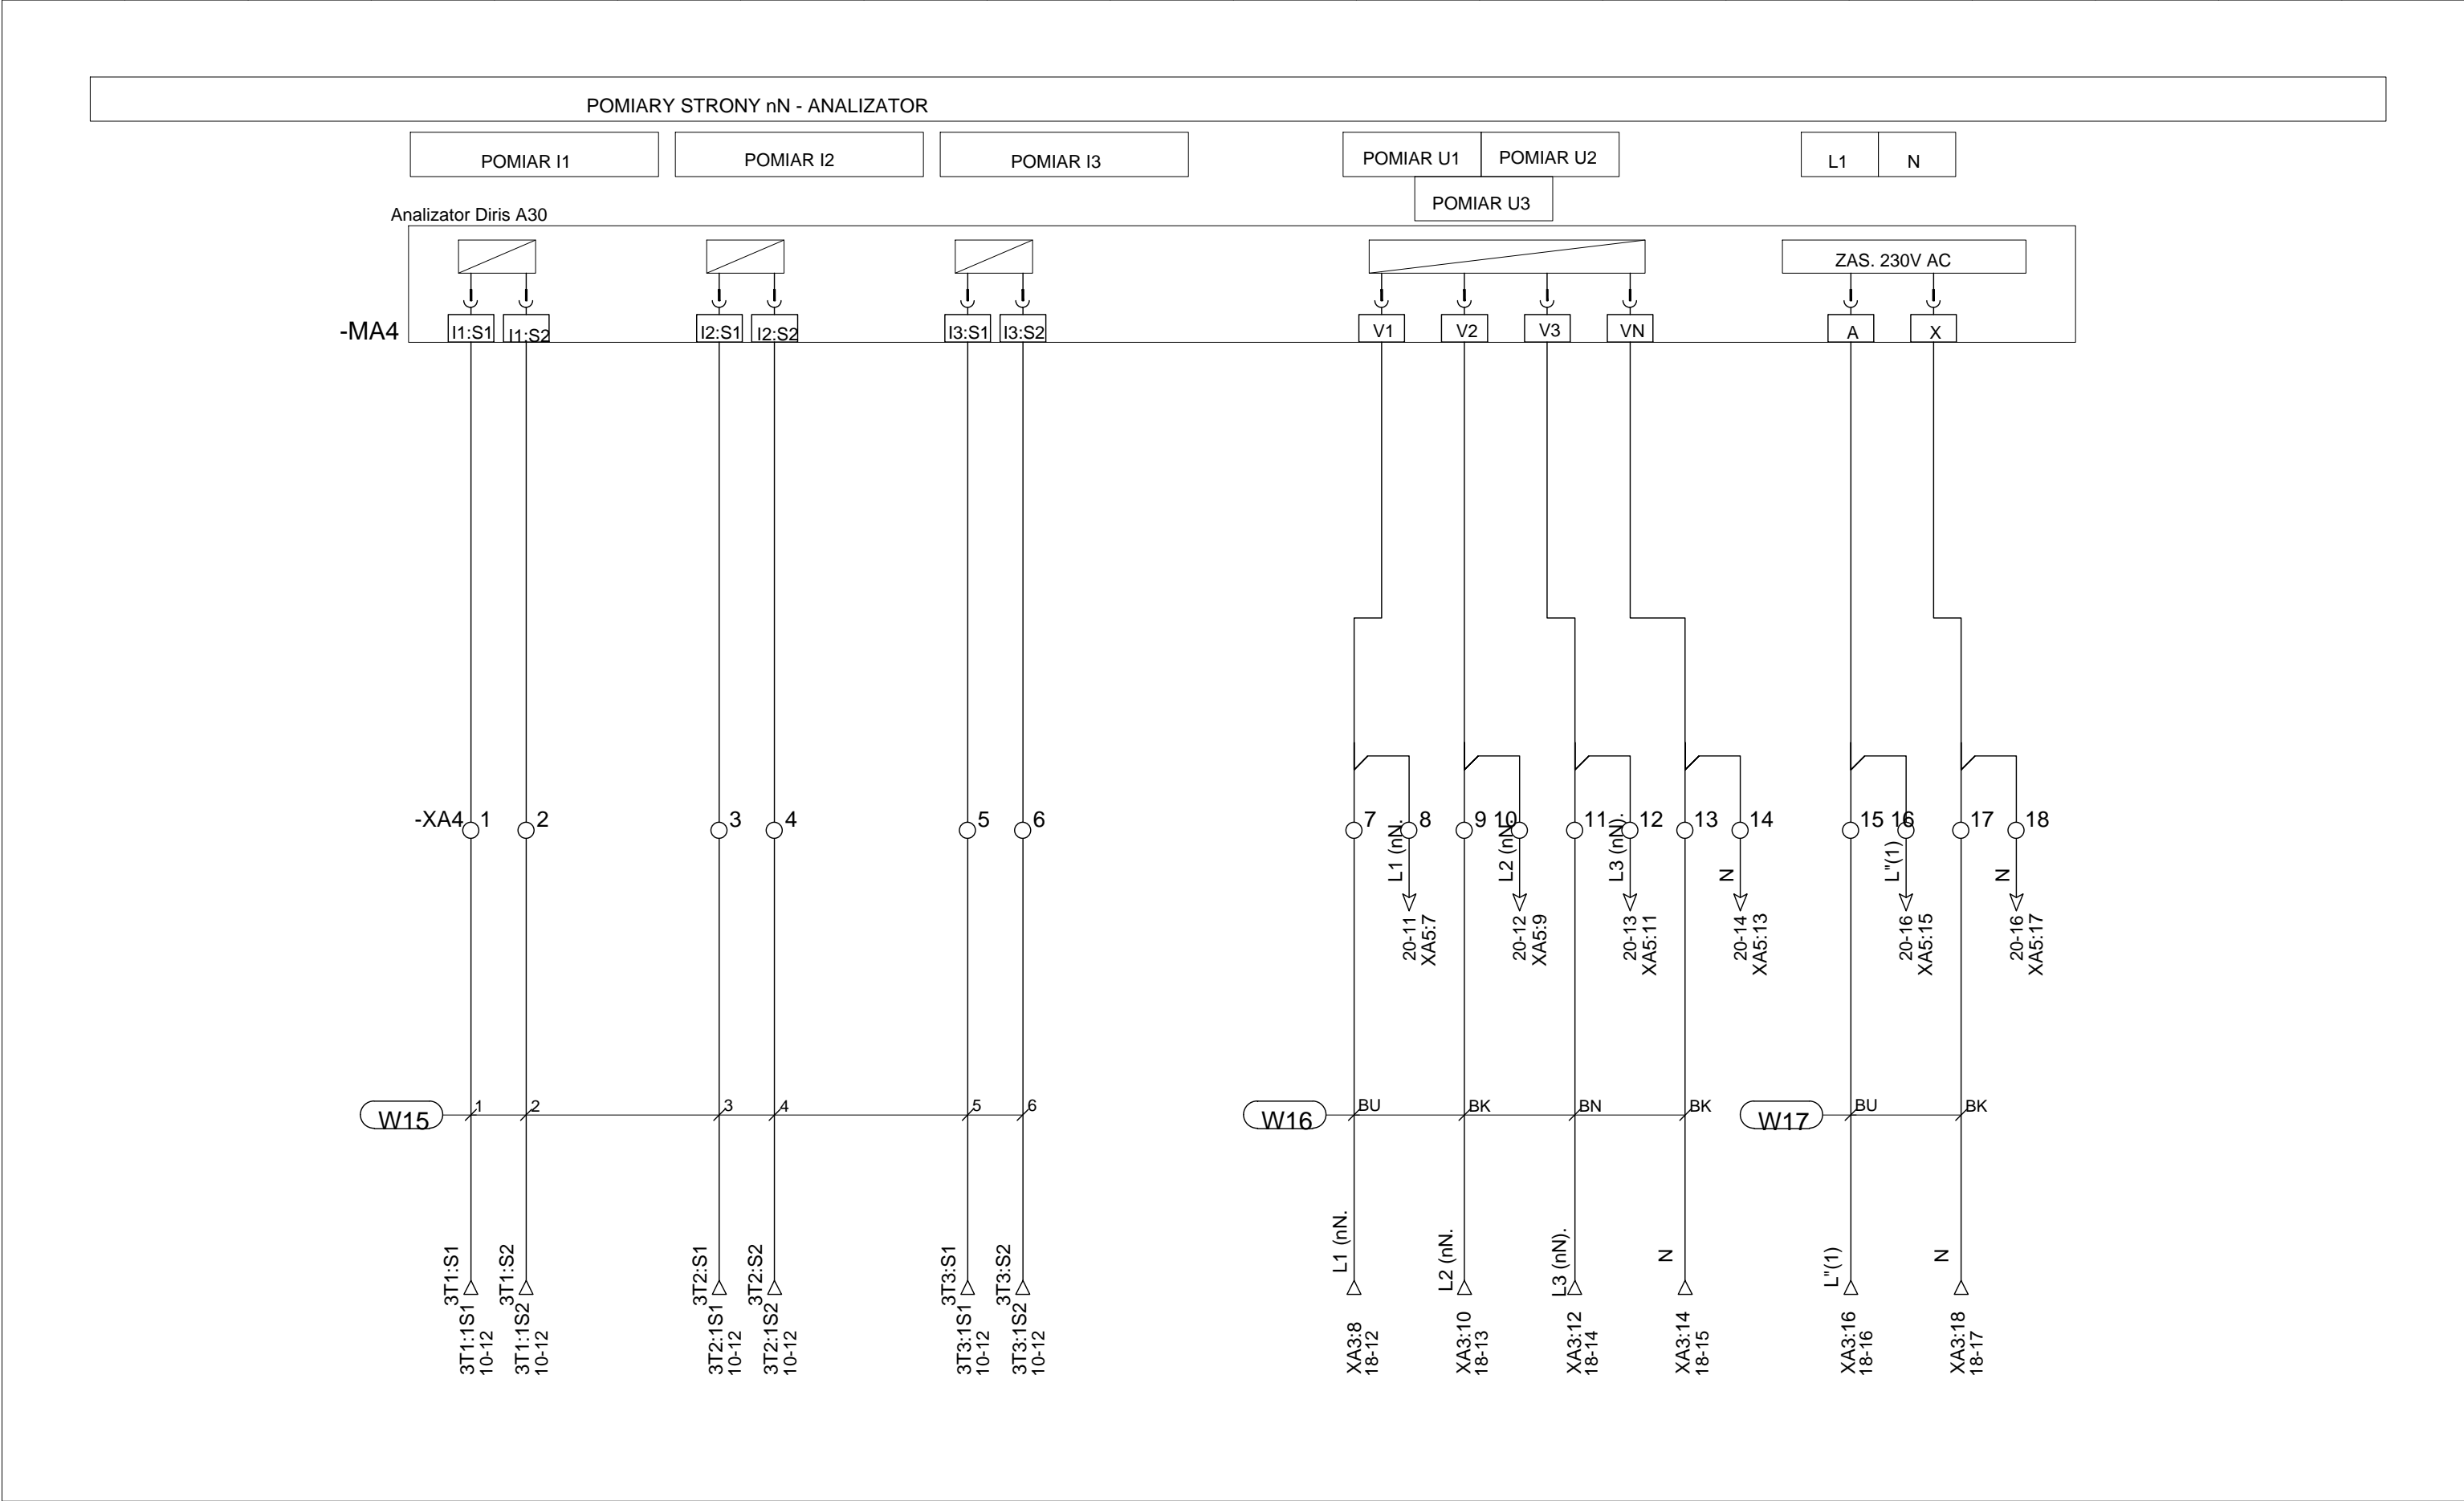 POMIARY STRONY nN - ANALIZATOR
POMIAR I1
POMIAR I2
POMIAR I3
POMIAR U1
POMIAR U2
L1
N
POMIAR U3
Analizator Diris A30
ZAS. 230V AC
-MA4
I1:S1
I1:S2
I2:S1
I2:S2
I3:S1
I3:S2
V1
V2
V3
VN
A
X
-XA4
1
2
3
4
5
6
7
8
9
10
11
12
13
14
15
16
17
18
L1 (nN.
L2 (nN.
L3 (nN).
N
L"(1)
N
20-11
XA5:7
20-12
XA5:9
20-13
XA5:11
20-14
XA5:13
20-16
XA5:15
20-16
XA5:17
W15
1
2
3
4
5
6
W16
BU
BK
BN
BK
W17
BU
BK
3T1:S1
3T1:S2
3T2:S1
3T2:S2
3T3:S1
3T3:S2
L1 (nN.
L2 (nN.
L3 (nN).
N
L"(1)
N
3T1:1S1
10-12
3T1:1S2
10-12
3T2:1S1
10-12
3T2:1S2
10-12
3T3:1S1
10-12
3T3:1S2
10-12
XA3:8
18-12
XA3:10
18-13
XA3:12
18-14
XA3:14
18-15
XA3:16
18-16
XA3:18
18-17